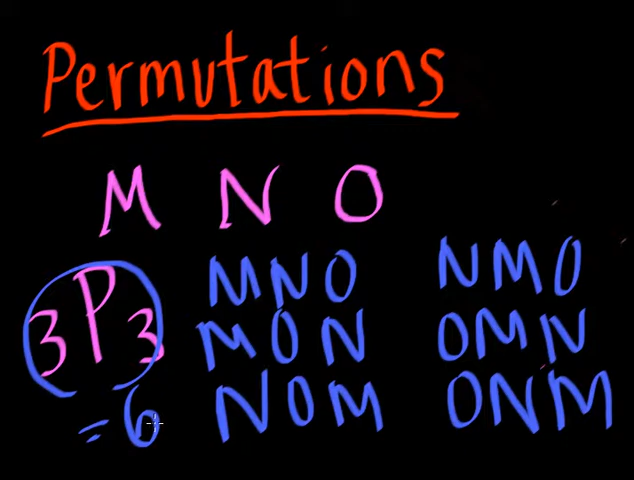 Permutations
M N O
3P3
= 6
MNO
MON
NOM
NMO
OMN
ONM